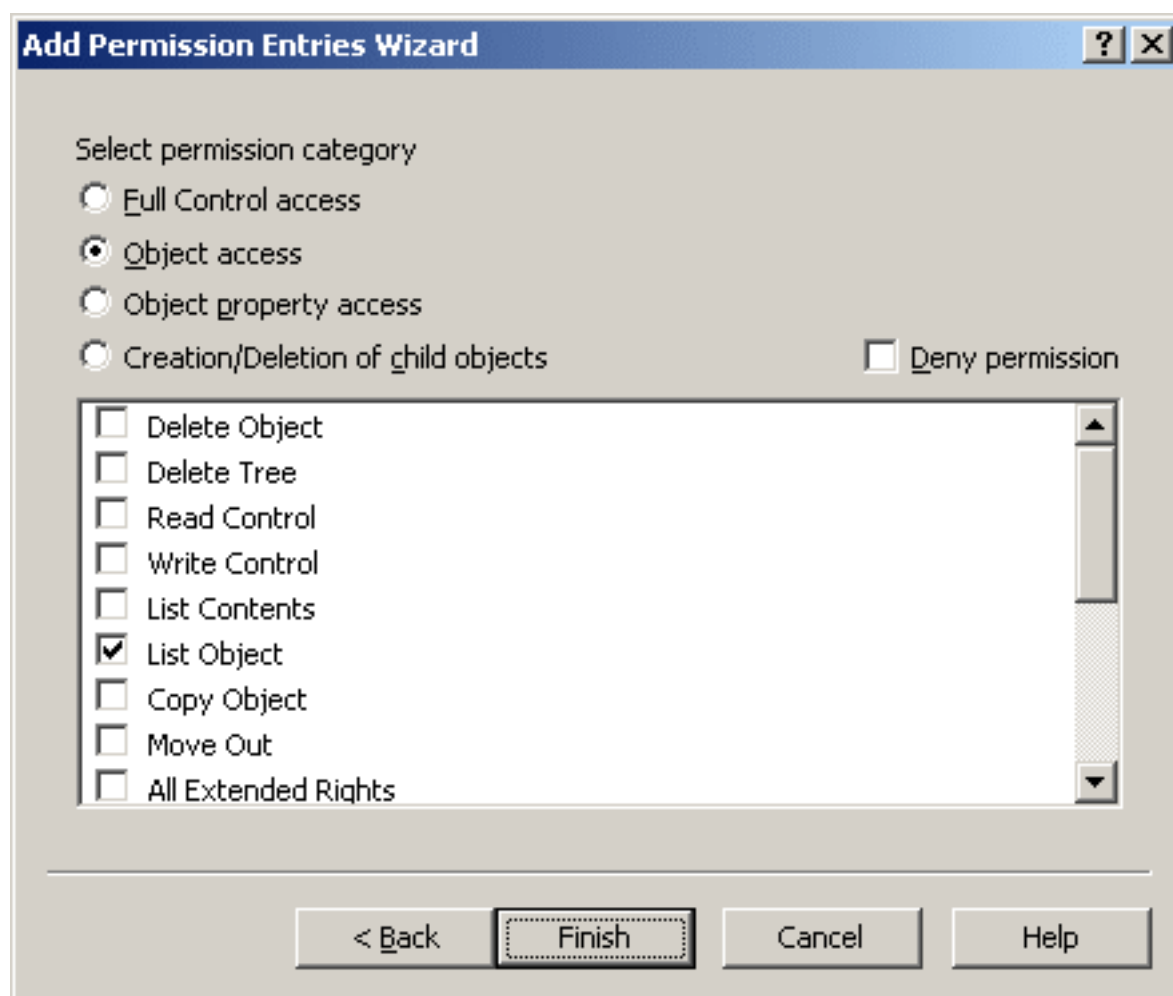 Add Permission Entries Wizard
Select permission category
Full Control access
Object access
Object property access
Creation/Deletion of child objects
Deny permission
Delete Object
Delete Tree
Read Control
Write Control
List Contents
List Object
Copy Object
Move Out
All Extended Rights
< Back
Finish
Cancel
Help